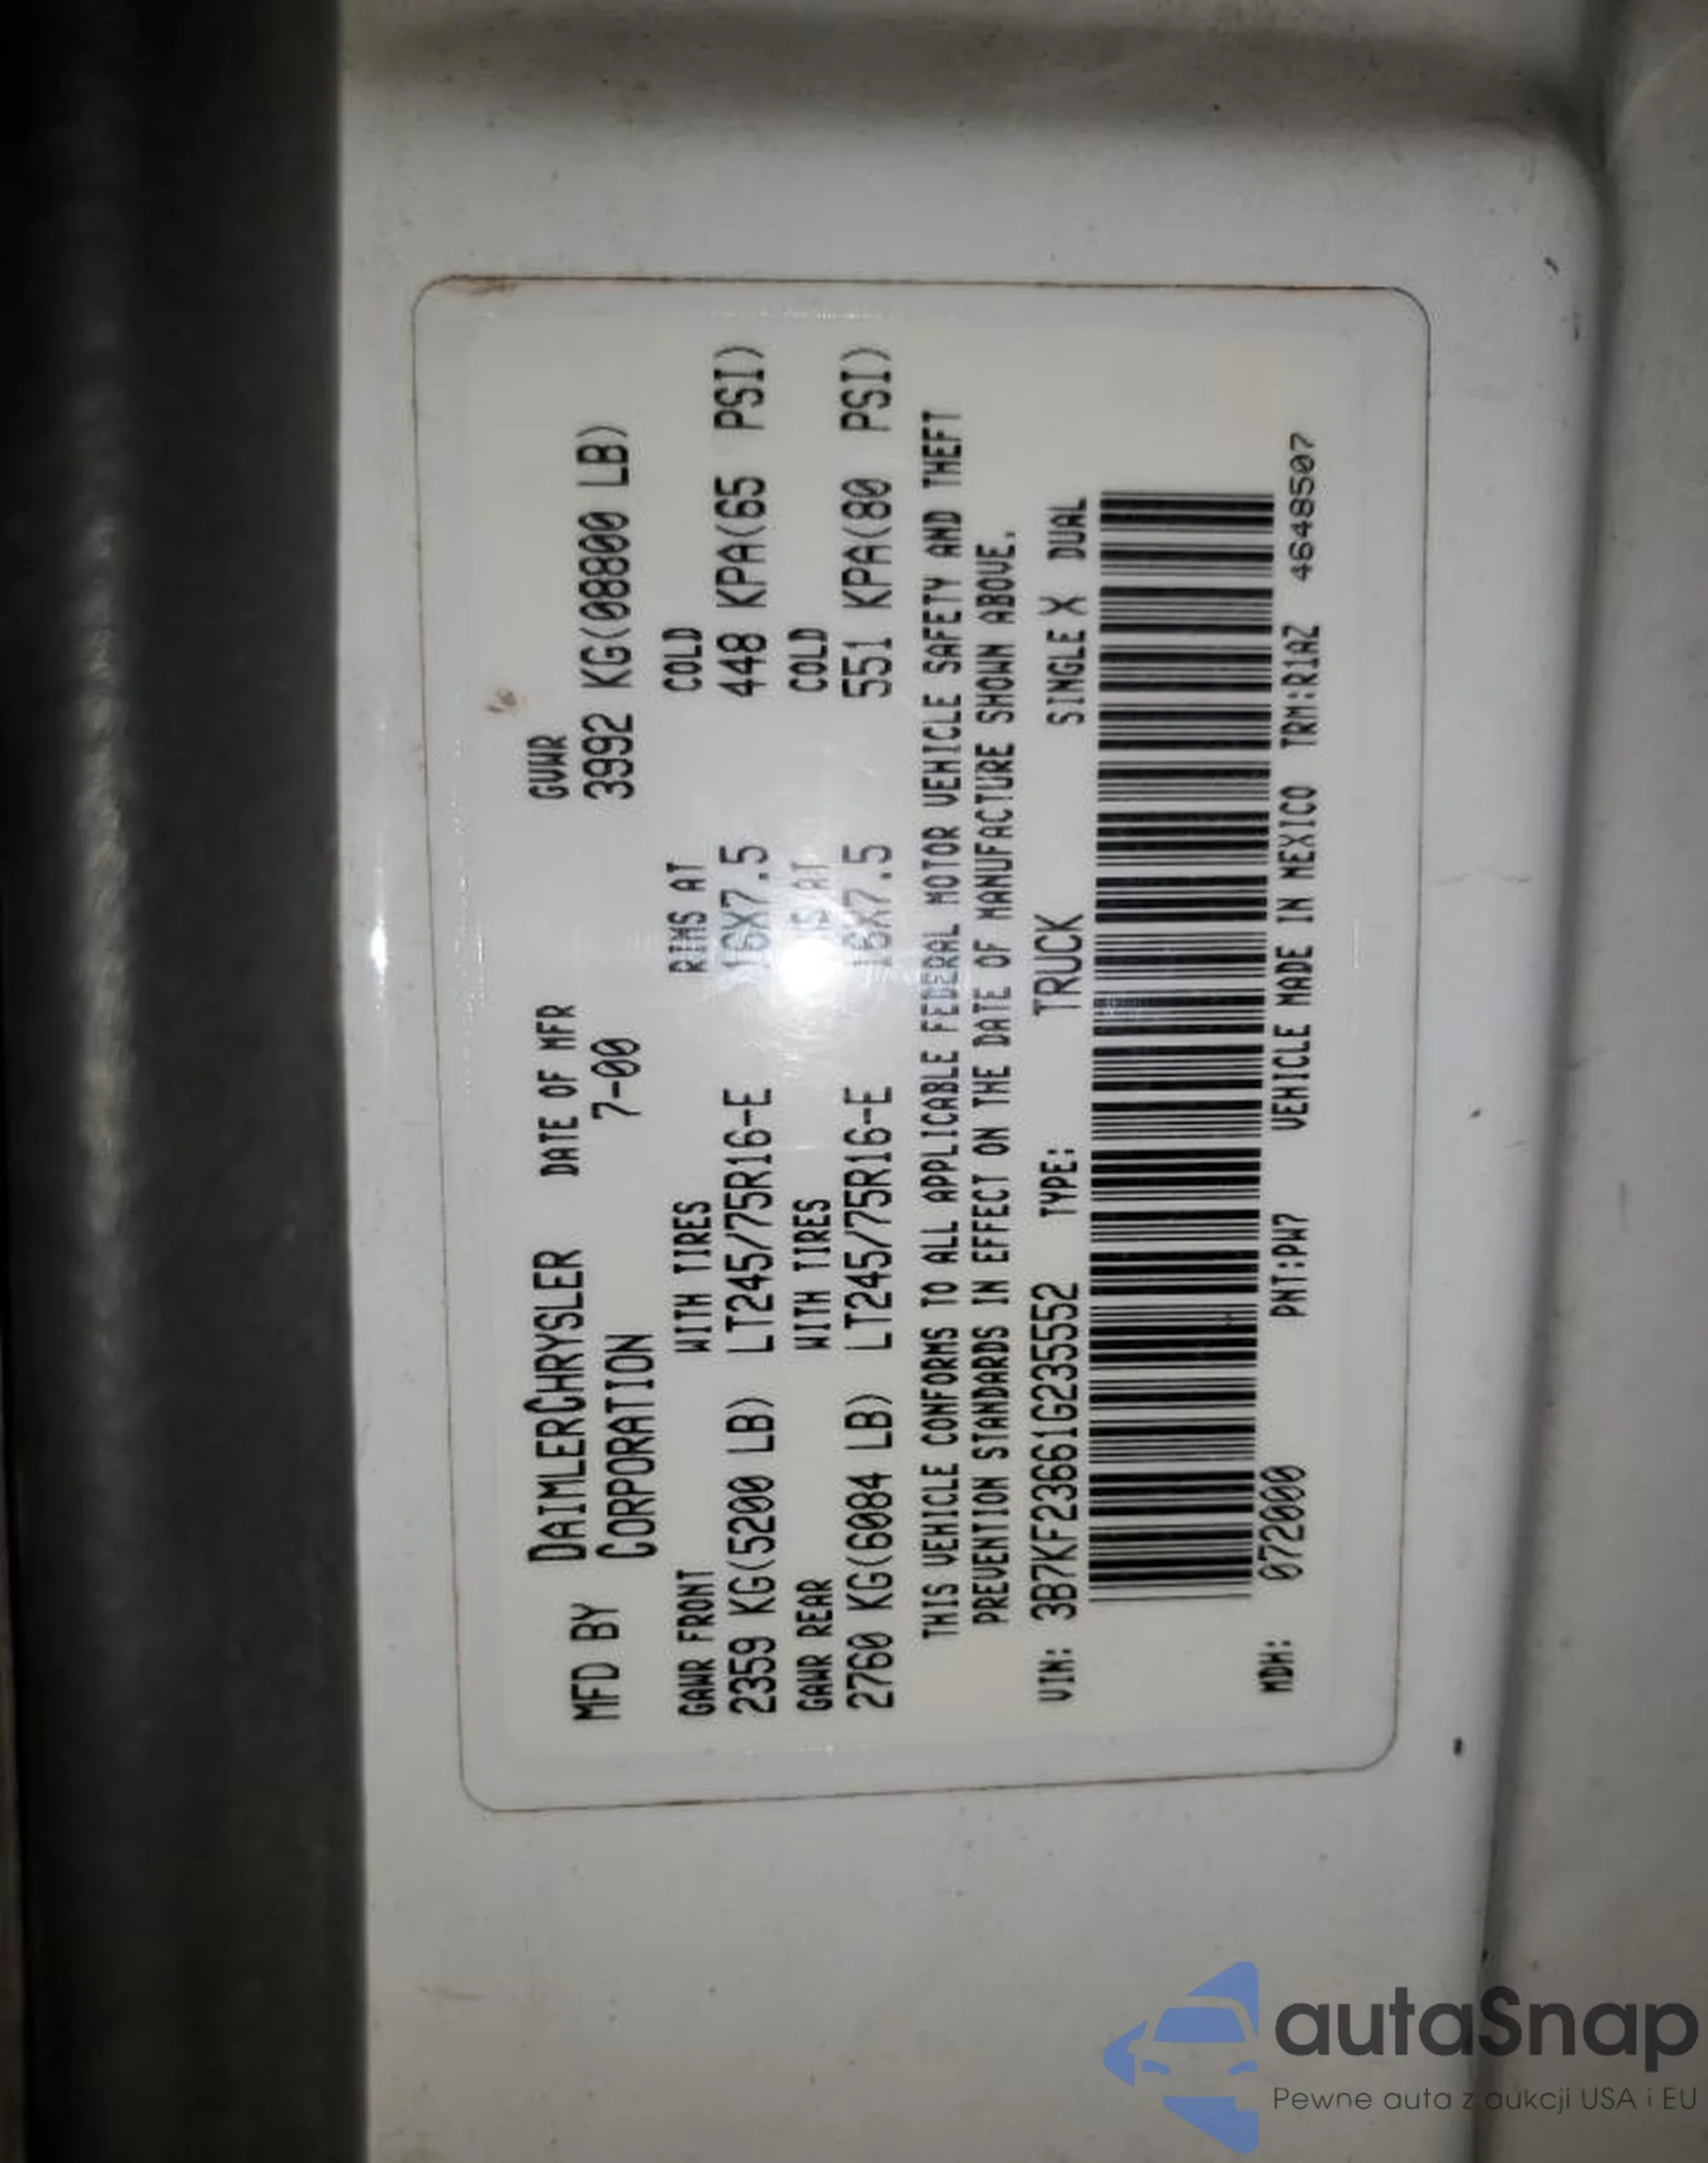 MFD BY DAIMLERCHRYSLER CORPORATION DATE OF MFR 7-00 GVWR 3992 KG(08800 LB)
GAWR FRONT WITH TIRES RIMS AT COLD
2359 KG(5200 LB) LT245/75R16-E 16X7.5 448 KPA(65 PSI)
GAWR REAR WITH TIRES AT COLD
2760 KG(6084 LB) LT245/75R16-E 16X7.5 551 KPA(80 PSI)
THIS VEHICLE CONFORMS TO ALL APPLICABLE FEDERAL MOTOR VEHICLE SAFETY AND THEFT
PREVENTION STANDARDS IN EFFECT ON THE DATE OF MANUFACTURE SHOWN ABOVE.
VIN: 3B7KF23661G235552 TYPE: TRUCK SINGLE X DUAL
MDH: 072000 PNT:PW7 VEHICLE MADE IN MEXICO TRM:R1AZ 4648507
autaSnap
Pewne auta z aukcji USA i EU